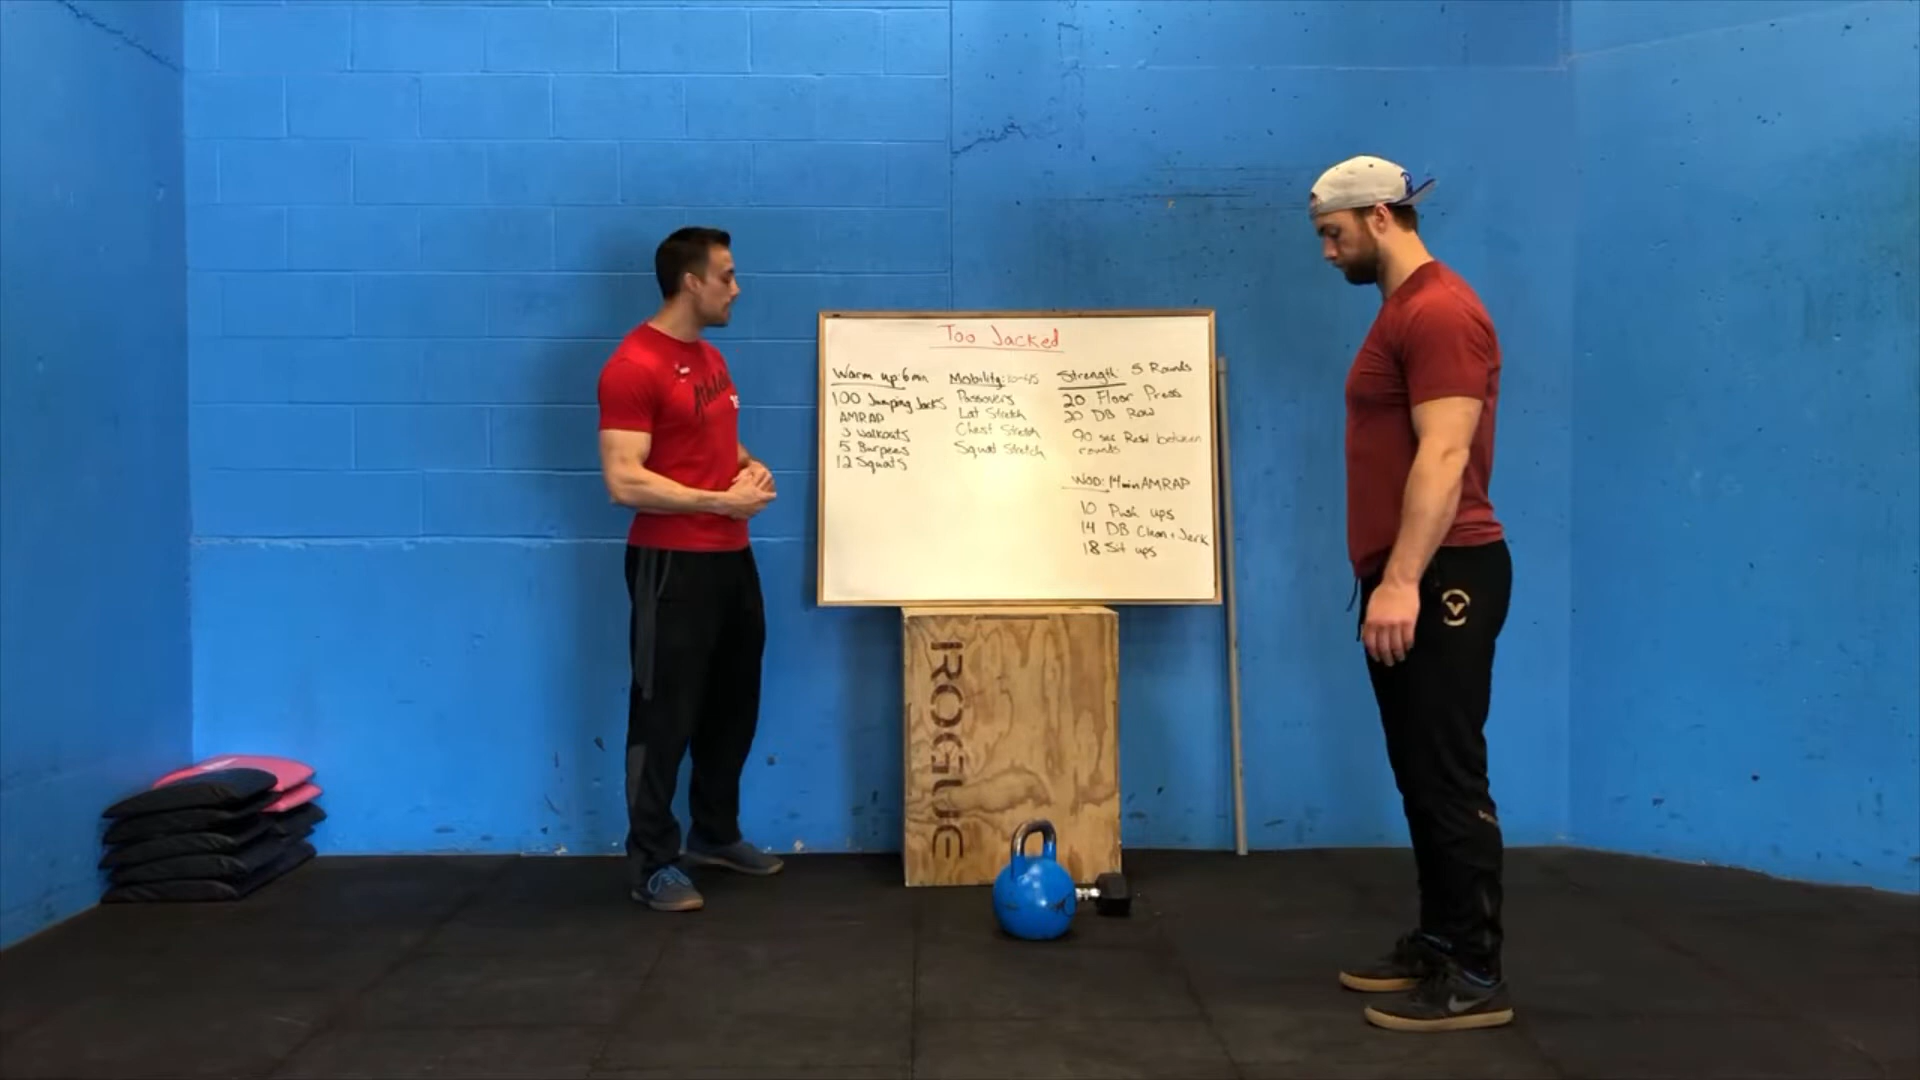 Too Jacked
Warm up: 6 min
100 Jumping Jacks
AMRAP
3 Walkouts
5 Burpees
12 Squats
Mobility:
Passovers
Lat Stretch
Chest Stretch
Squat Stretch
Strength: 5 Rounds
20 Floor Press
20 DB Row
90 sec Rest between
rounds
WOD: 14 min AMRAP
10 Push ups
14 DB Clean + Jerk
18 Sit ups
ROGUE